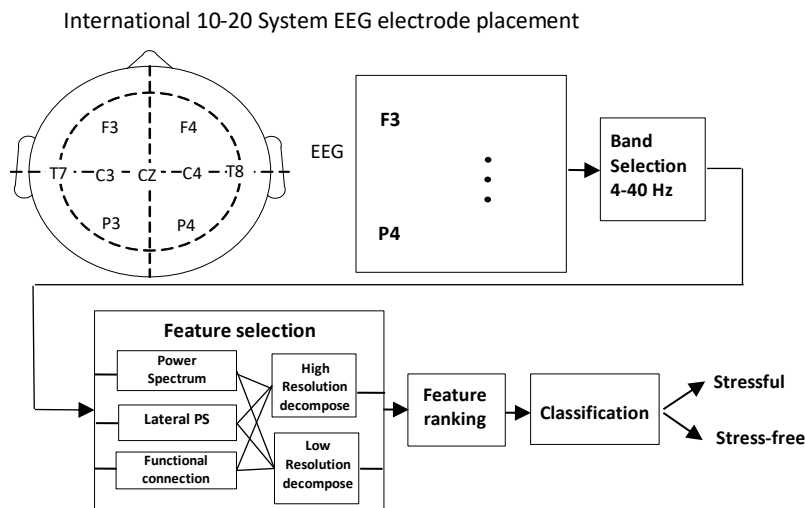 International 10-20 System EEG electrode placement
F3 F4
T7 C3 CZ C4 T8
P3 P4
EEG
F3
P4
Band
Selection
4-40 Hz
Feature selection
Power
Spectrum
Lateral PS
Functional
connection
High
Resolution
decompose
Low
Resolution
decompose
Feature
ranking
Classification
Stressful
Stress-free